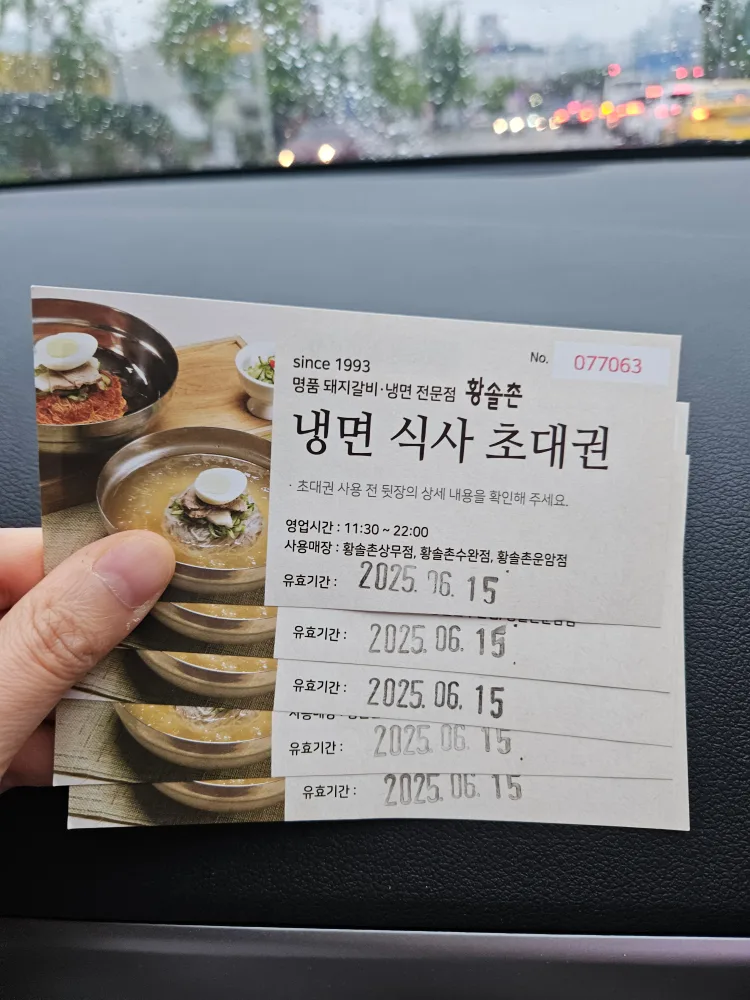 since 1993
No. 077063
명품 돼지갈비·냉면 전문점 황솔촌
냉면 식사 초대권
· 초대권 사용 전 뒷장의 상세 내용을 확인해 주세요.
영업시간 : 11:30 ~ 22:00
사용매장 : 황솔촌상무점, 황솔촌수완점, 황솔촌운암점
유효기간 : 2025. 06. 15
유효기간 : 2025. 06. 15
유효기간 : 2025. 06. 15
유효기간 : 2025. 06. 15
유효기간 : 2025. 06. 15